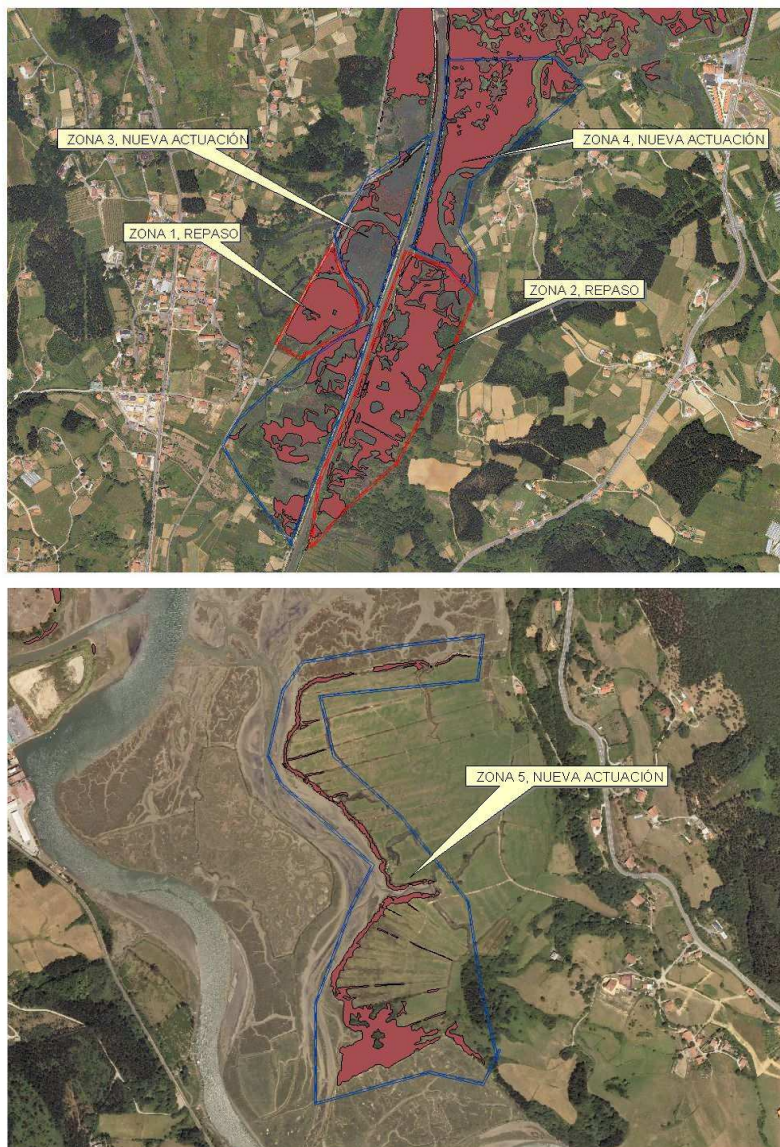 ZONA 3, NUEVA ACTUACIÓN
ZONA 4, NUEVA ACTUACIÓN
ZONA 1, REPASO
ZONA 2, REPASO
ZONA 5, NUEVA ACTUACIÓN